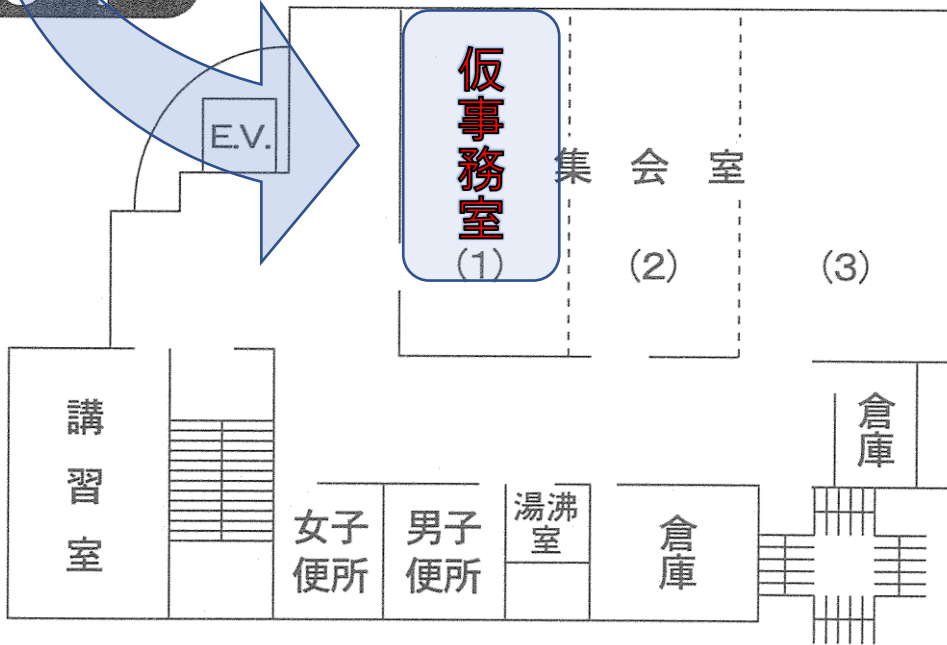 仮事務室
E.V.
集会室
(1)
(2)
(3)
講習室
倉庫
女子
便所
男子
便所
湯沸
室
倉庫